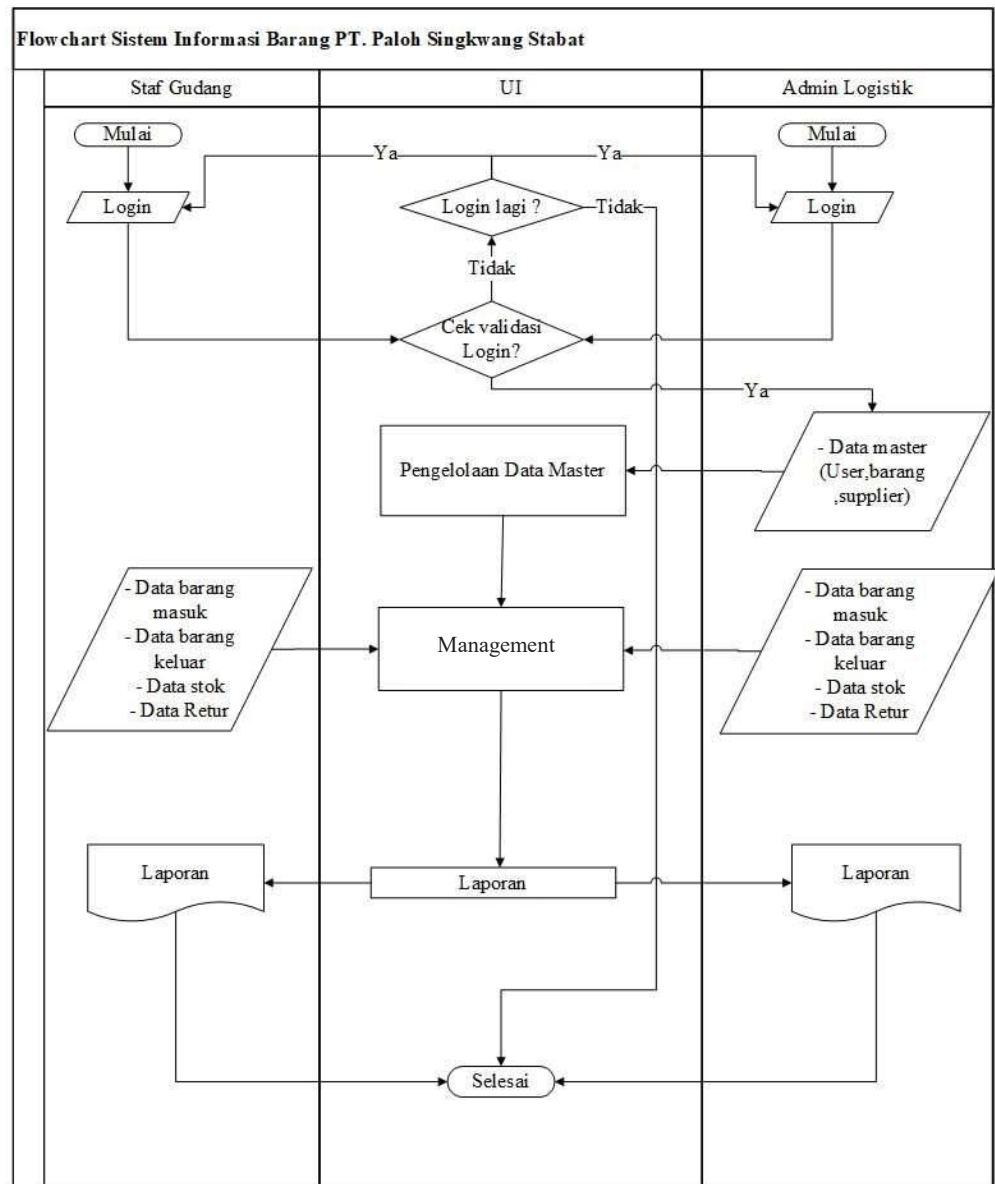 Flowchart Sistem Informasi Barang PT. Paloh Singkwang Stabat
Staf Gudang
UI
Admin Logistik
Mulai
Mulai
Ya
Ya
Login
Login lagi ?
Tidak
Login
Tidak
Cek validasi
Login?
Ya
Pengelolaan Data Master
- Data master
(User,barang
,supplier)
- Data barang
masuk
- Data barang
keluar
- Data stok
- Data Retur
Management
- Data barang
masuk
- Data barang
keluar
- Data stok
- Data Retur
Laporan
Laporan
Laporan
Selesai